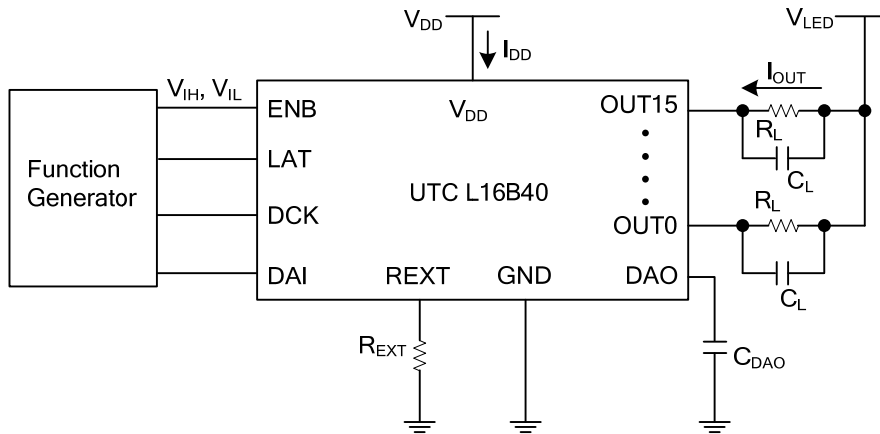 V_DD
I_DD
V_LED
V_IH, V_IL
I_OUT
ENB
V_DD
OUT15
R_L
C_L
LAT
Function
Generator
UTC L16B40
R_L
DCK
OUT0
DAI
REXT
GND
DAO
C_L
R_EXT
C_DAO